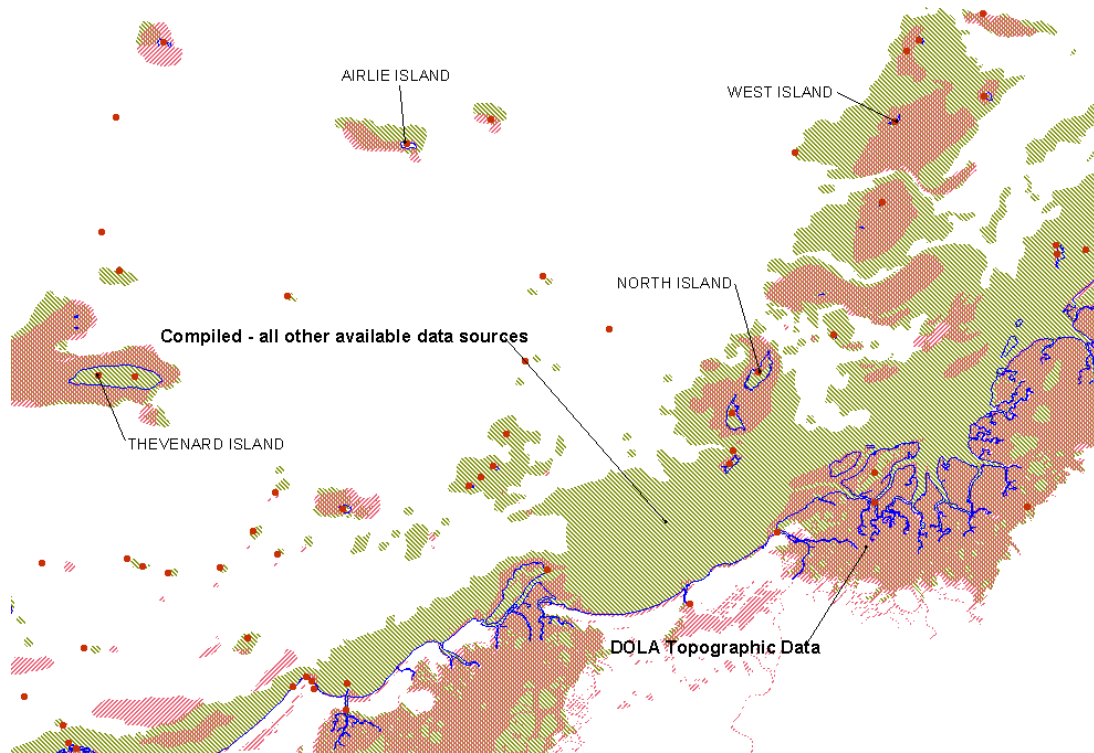 AIRLIE ISLAND
WEST ISLAND
NORTH ISLAND
Compiled - all other available data sources
THEVENARD ISLAND
DOLA Topographic Data